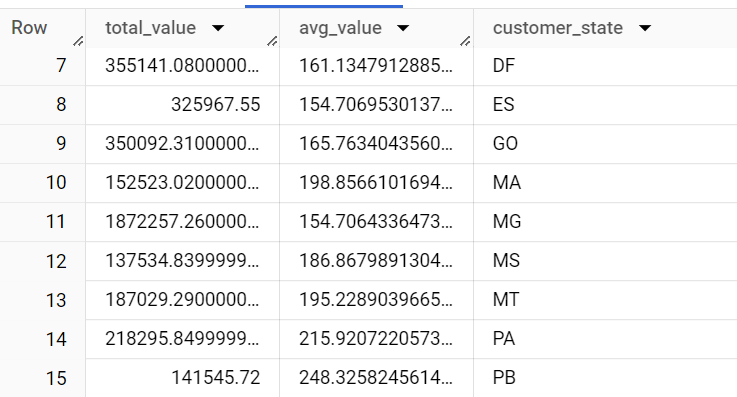 Row total_value avg_value customer_state
7 355141.0800000... 161.1347912885... DF
8 325967.55 154.7069530137... ES
9 350092.3100000... 165.7634043560... GO
10 152523.0200000... 198.8566101694... MA
11 1872257.260000... 154.7064336473... MG
12 137534.8399999... 186.8679891304... MS
13 187029.2900000... 195.2289039665... MT
14 218295.8499999... 215.9207220573... PA
15 141545.72 248.3258245614... PB